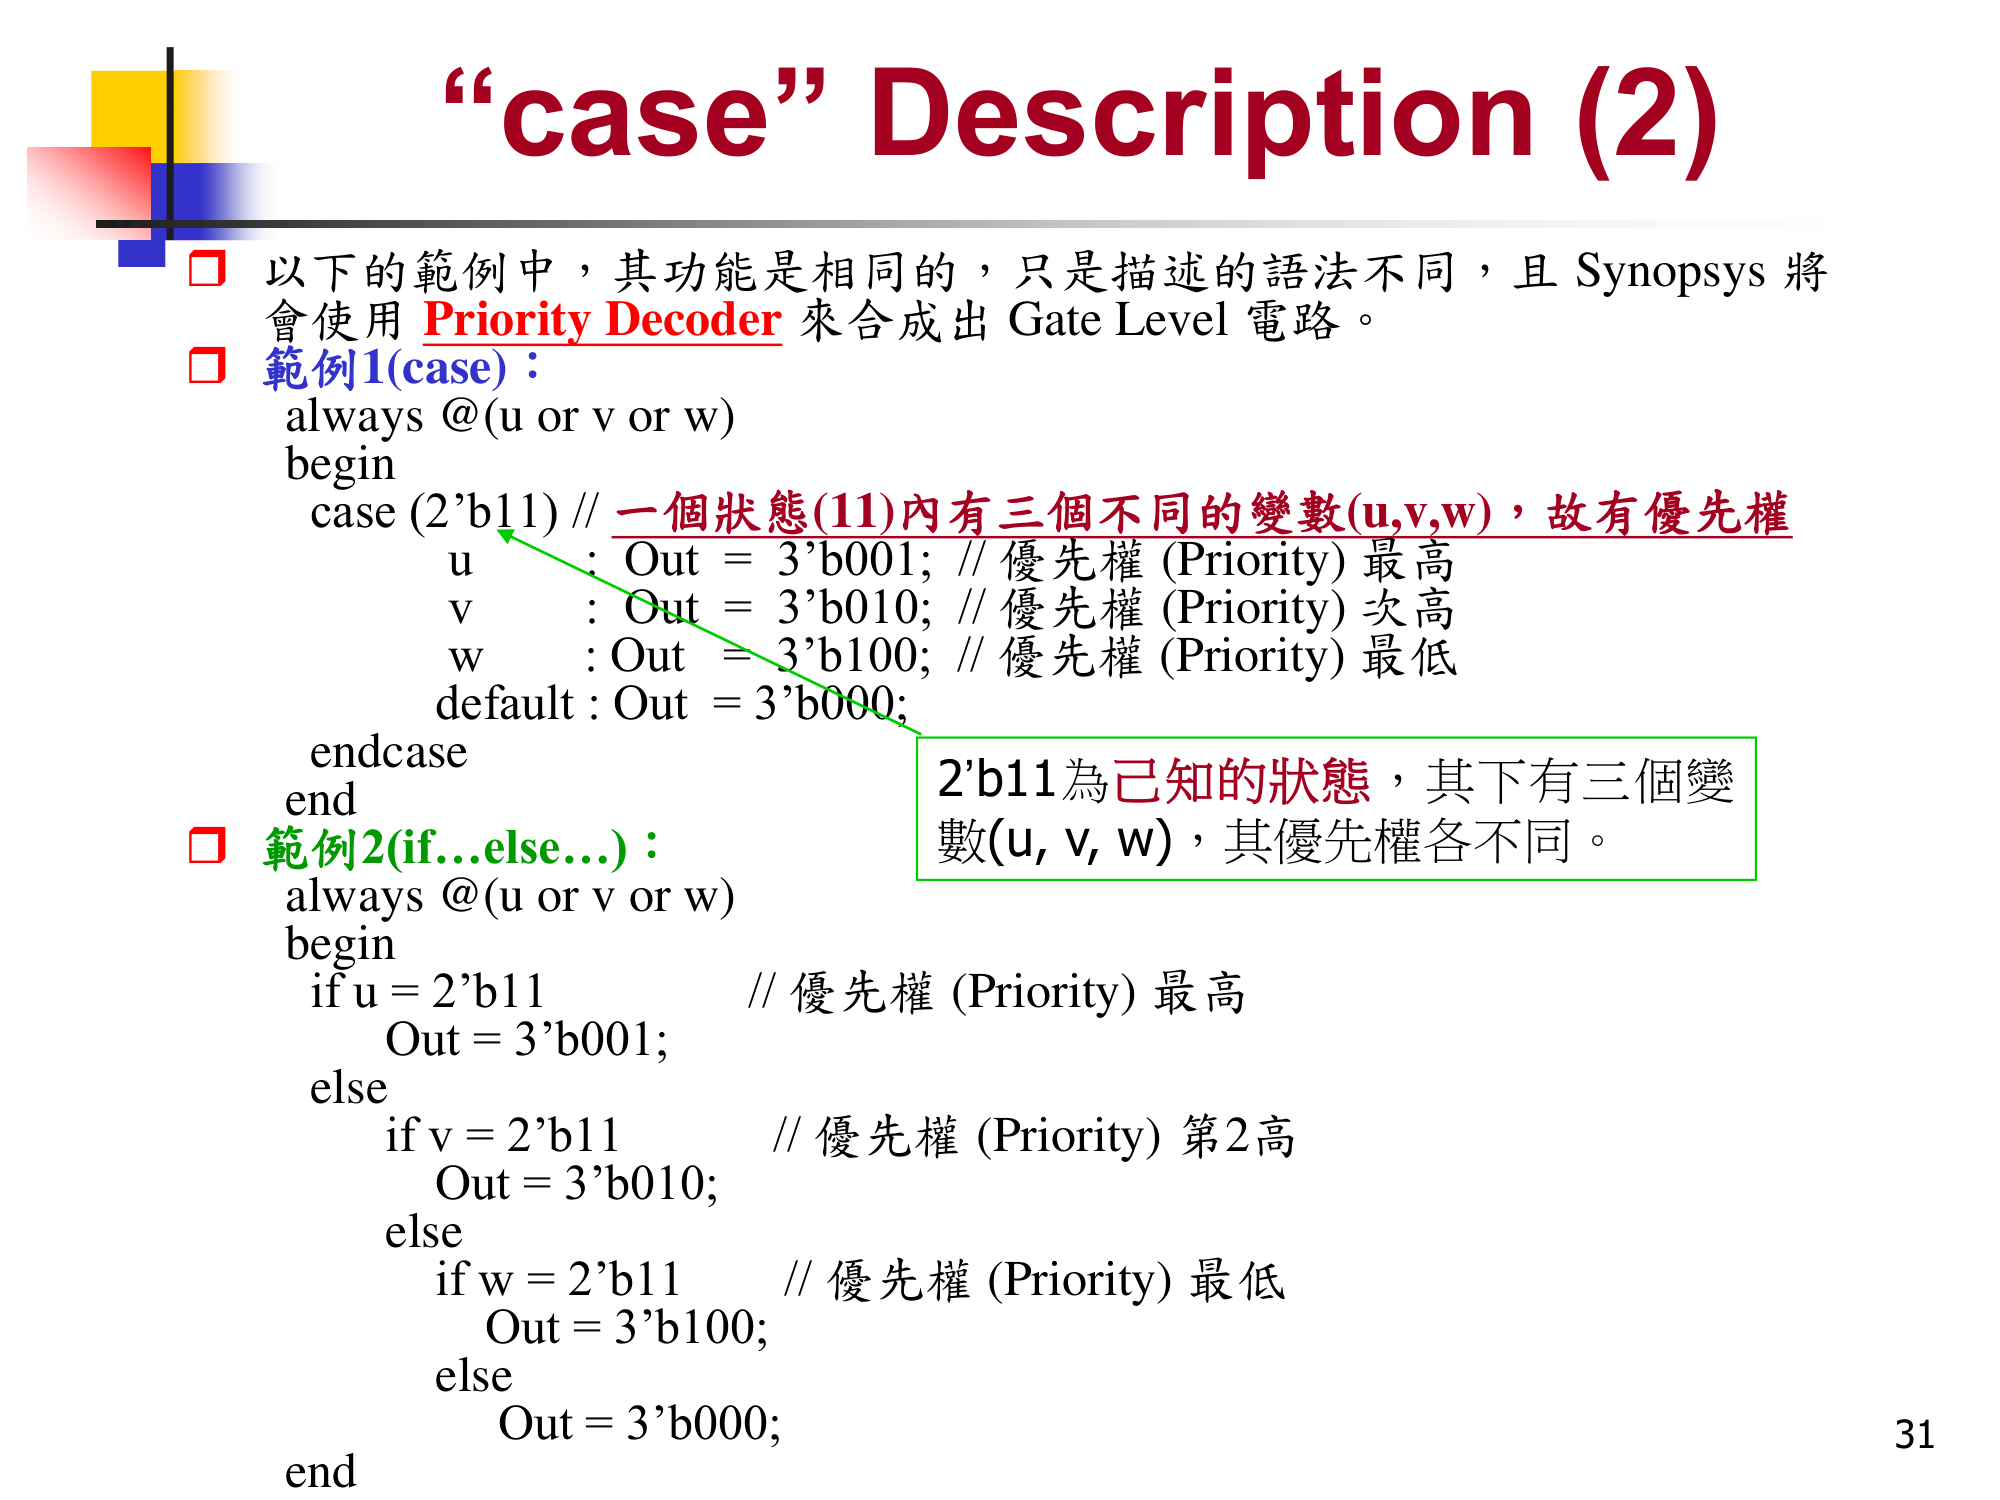 “case” Description (2)
❒ 以下的範例中，其功能是相同的，只是描述的語法不同，且 Synopsys 將
會使用 Priority Decoder 來合成出 Gate Level 電路。
❒ 範例1(case)：
always @(u or v or w)
begin
case (2’b11) // 一個狀態(11)內有三個不同的變數(u,v,w)，故有優先權
u : Out = 3’b001; // 優先權 (Priority) 最高
v : Out = 3’b010; // 優先權 (Priority) 次高
w : Out = 3’b100; // 優先權 (Priority) 最低
default : Out = 3’b000;
endcase
end
2’b11為己知的狀態，其下有三個變
數(u, v, w)，其優先權各不同。
❒ 範例2(if…else…)：
always @(u or v or w)
begin
if u = 2’b11 // 優先權 (Priority) 最高
Out = 3’b001;
else
if v = 2’b11 // 優先權 (Priority) 第2高
Out = 3’b010;
else
if w = 2’b11 // 優先權 (Priority) 最低
Out = 3’b100;
else
Out = 3’b000;
end
31